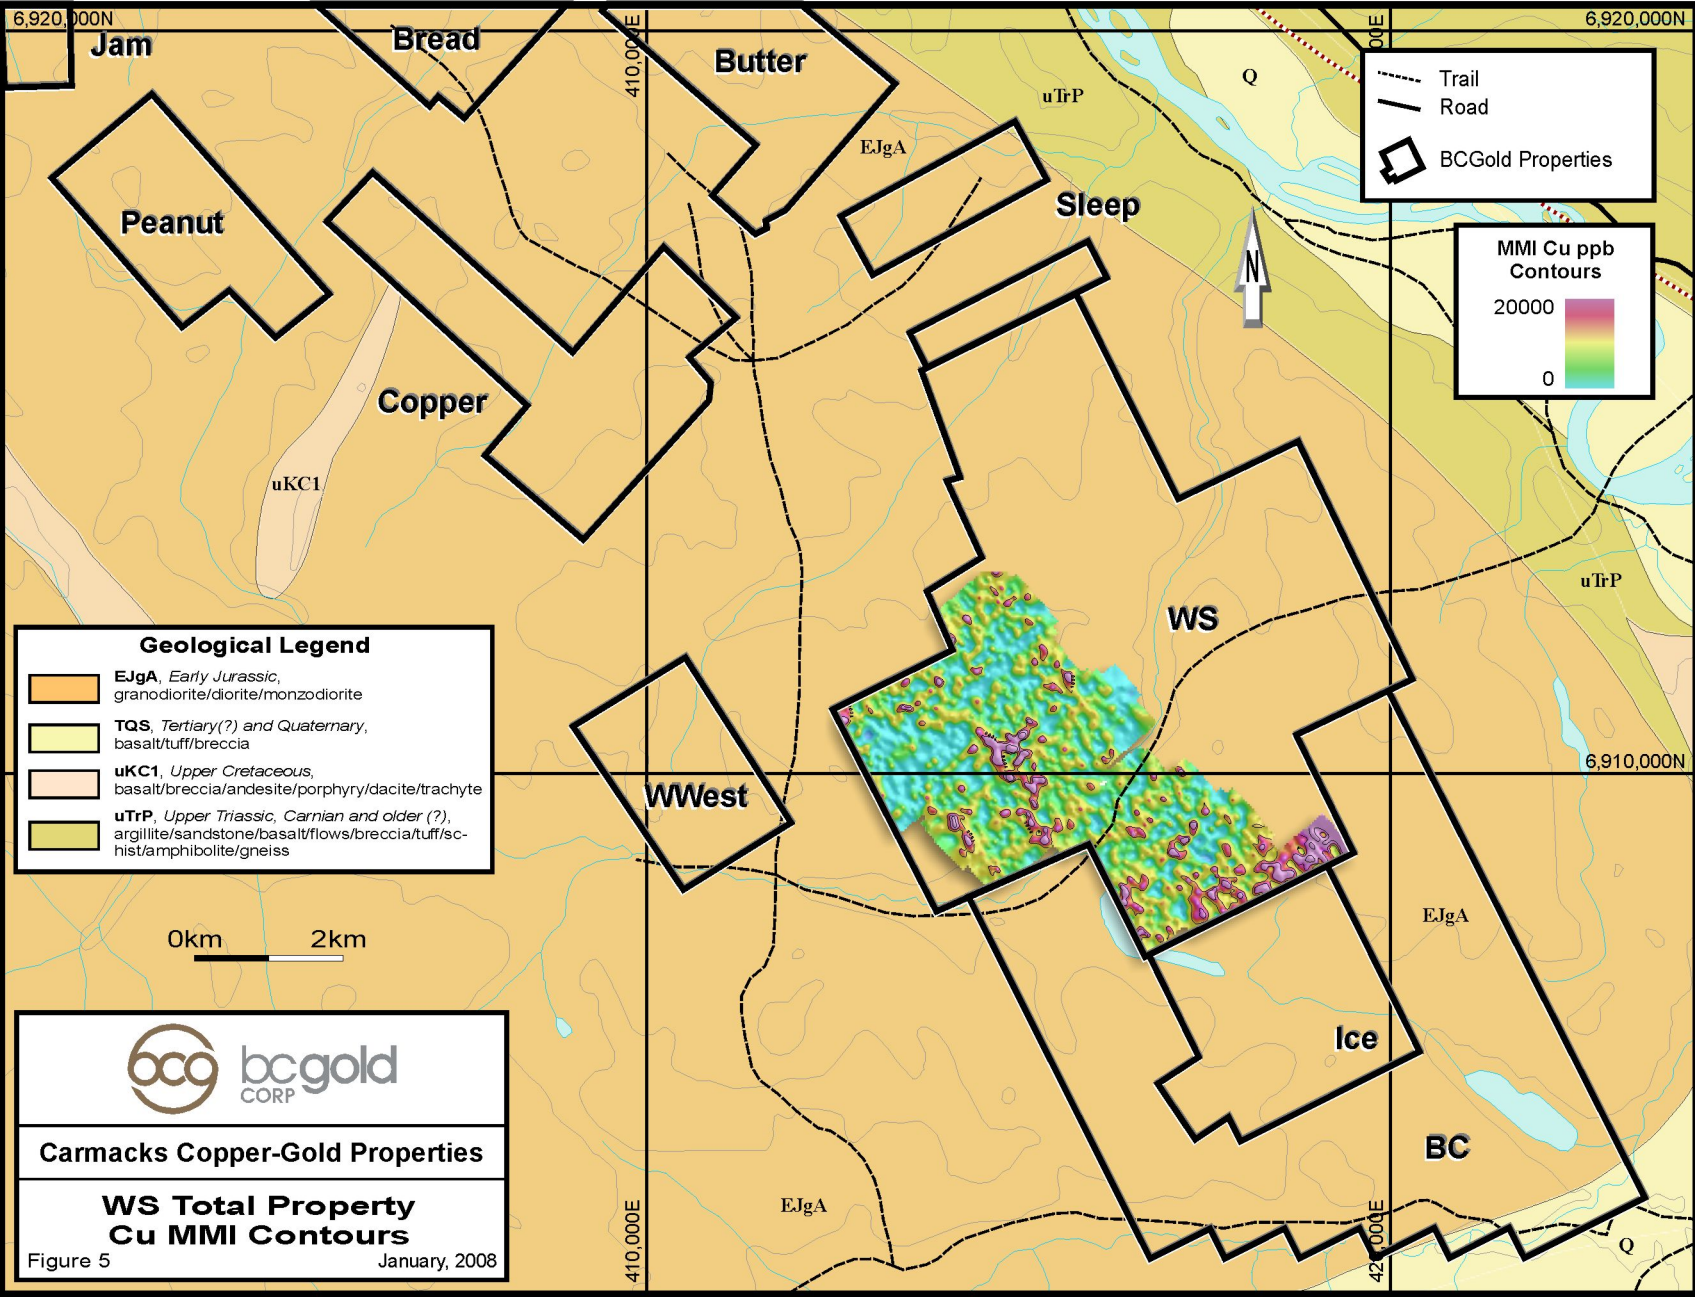 6,920,000N
6,920,000N
Jam
Bread
Butter
410,000E
Q
uTrP
EJgA
Trail
Road
BCGold Properties
Peanut
Sleep
N
MMI Cu ppb
Contours
20000
0
Copper
uKC1
uTrP
WS
Geological Legend
EJgA, Early Jurassic,
granodiorite/diorite/monzodiorite
TQS, Tertiary(?) and Quaternary,
basalt/tuff/breccia
uKC1, Upper Cretaceous,
basalt/breccia/andesite/porphyry/dacite/trachyte
uTrP, Upper Triassic, Carnian and older (?),
argillite/sandstone/basalt/flows/breccia/tuff/sc-
hist/amphibolite/gneiss
6,910,000N
WWest
EJgA
0km 2km
Ice
bcg bcgold
CORP
Carmacks Copper-Gold Properties
BC
WS Total Property
Cu MMI Contours
Figure 5 January, 2008
EJgA
410,000E
Q